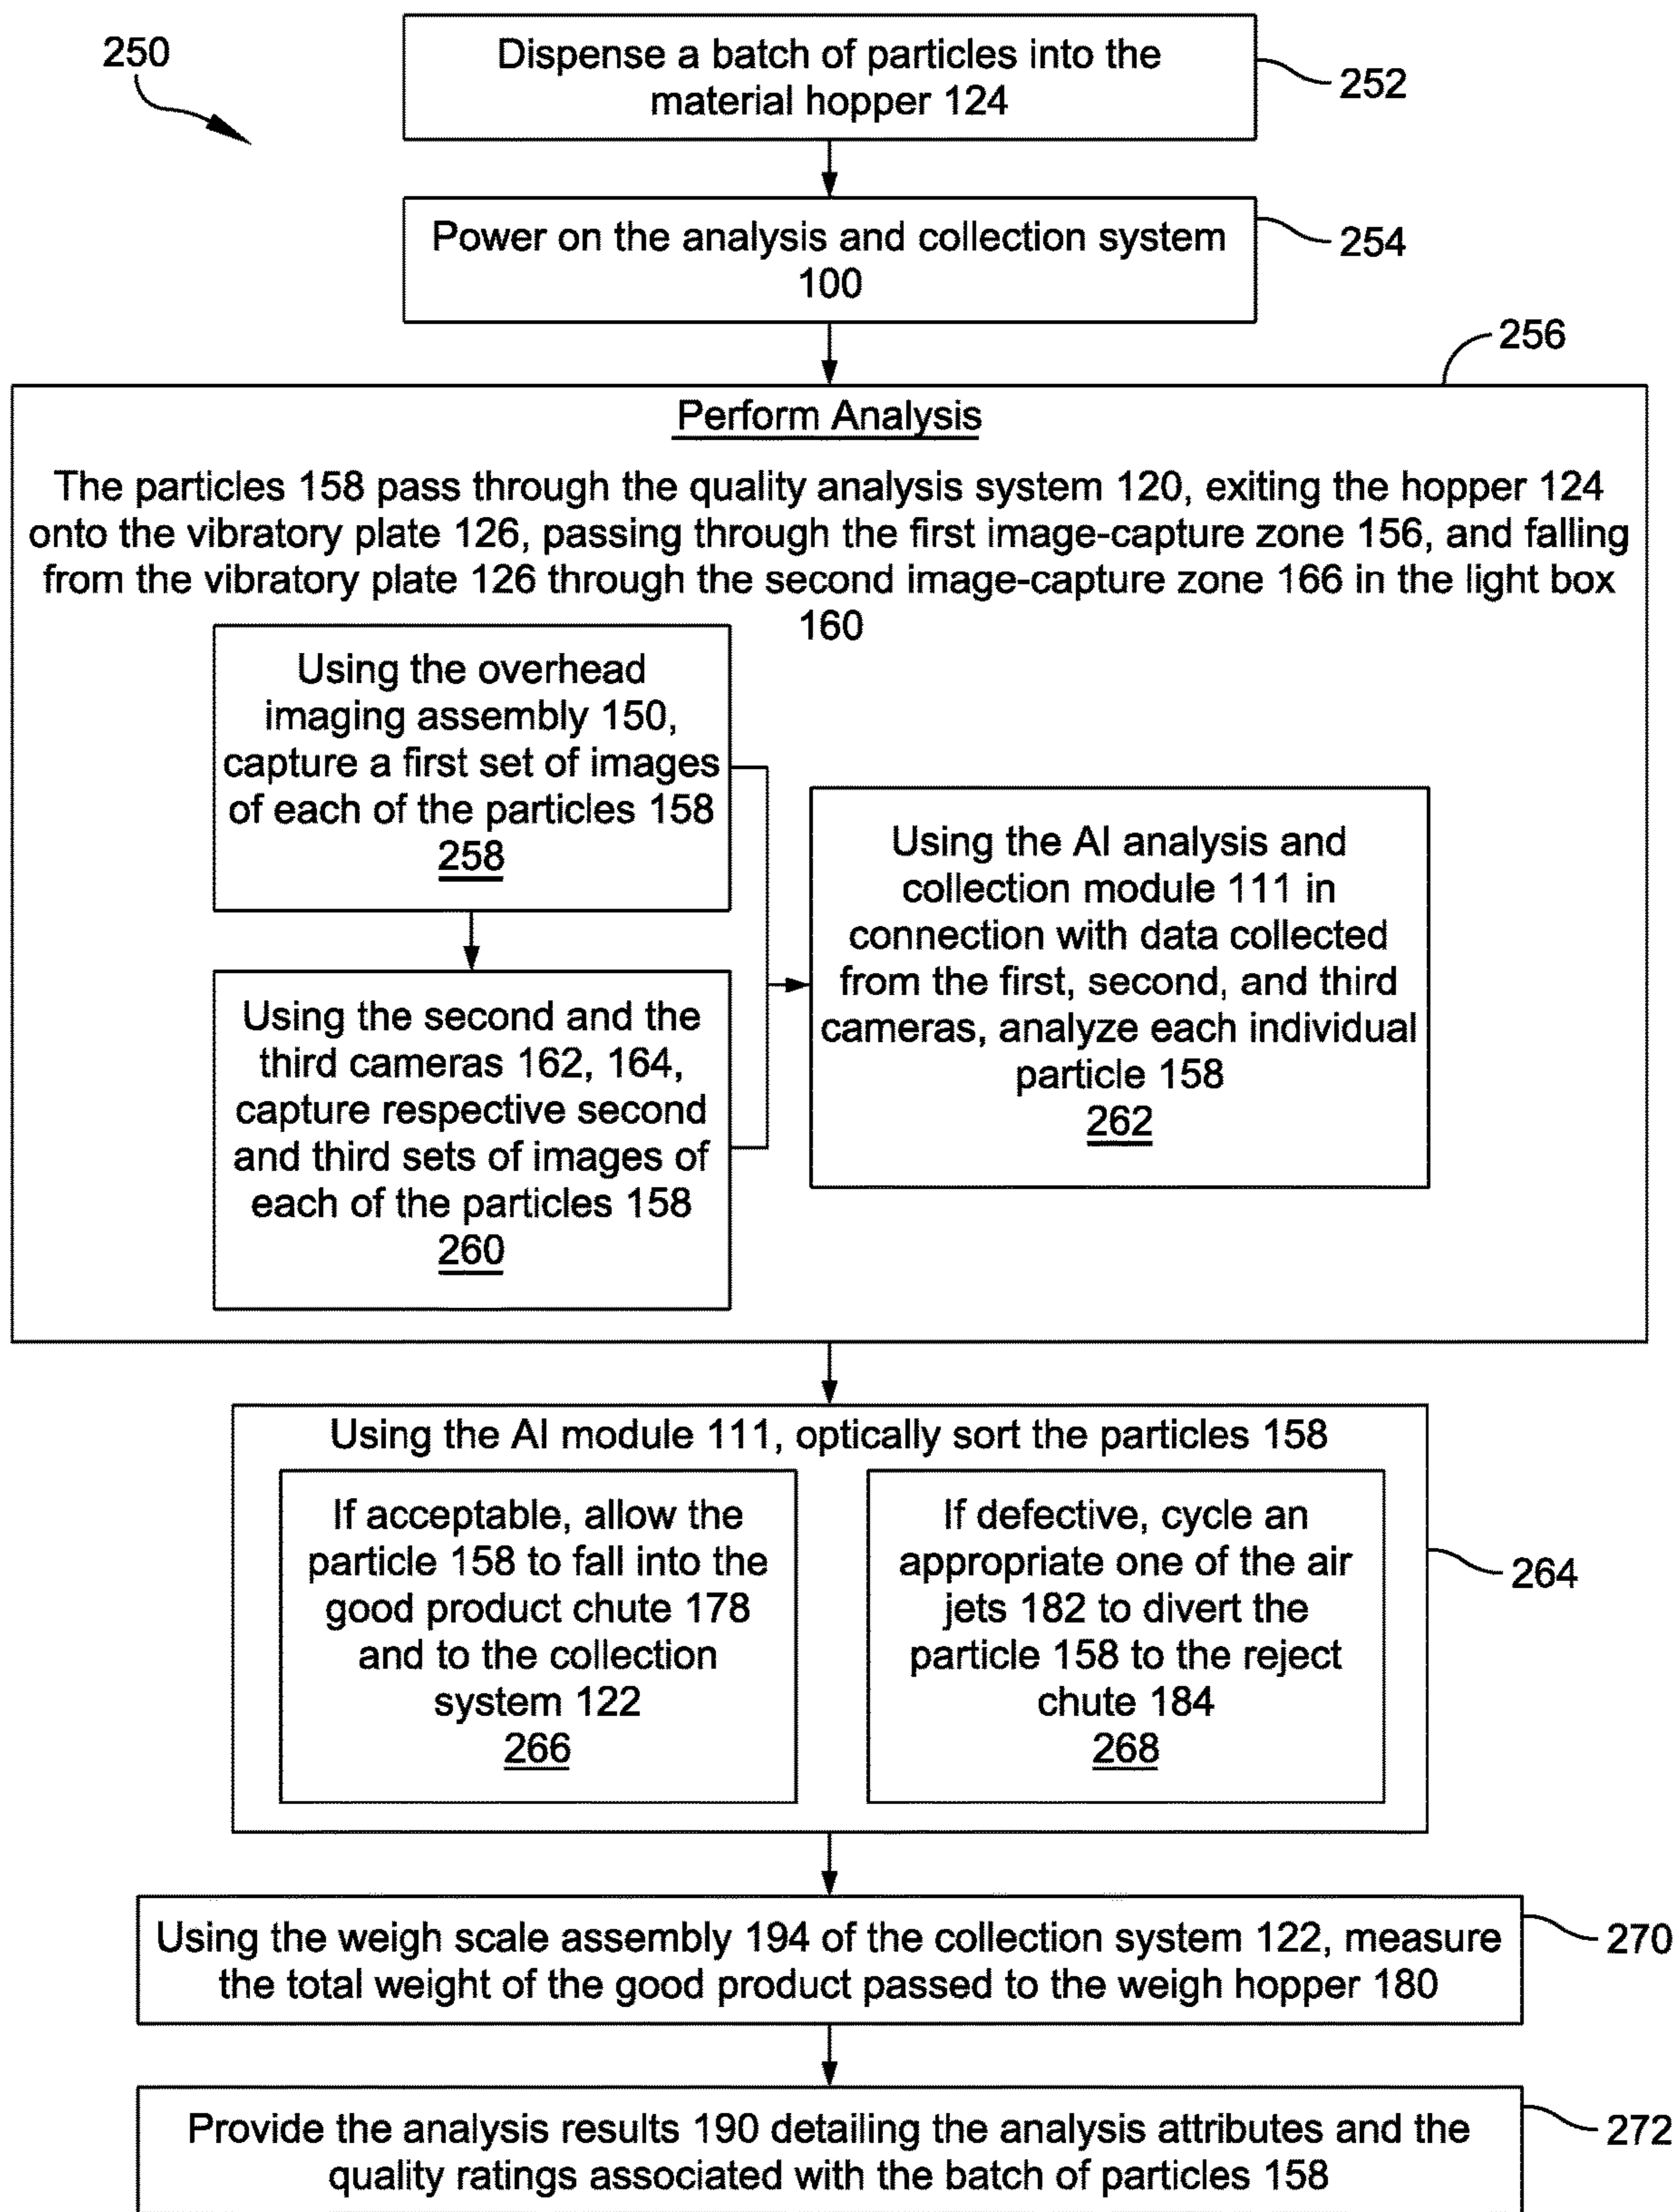 250
Dispense a batch of particles into the
material hopper 124
252
Power on the analysis and collection system
100
254
256
Perform Analysis
The particles 158 pass through the quality analysis system 120, exiting the hopper 124
onto the vibratory plate 126, passing through the first image-capture zone 156, and falling
from the vibratory plate 126 through the second image-capture zone 166 in the light box
160
Using the overhead
imaging assembly 150,
capture a first set of images
of each of the particles 158
258
Using the second and the
third cameras 162, 164,
capture respective second
and third sets of images of
each of the particles 158
260
Using the AI analysis and
collection module 111 in
connection with data collected
from the first, second, and third
cameras, analyze each individual
particle 158
262
Using the AI module 111, optically sort the particles 158
If acceptable, allow the
particle 158 to fall into the
good product chute 178
and to the collection
system 122
266
If defective, cycle an
appropriate one of the air
jets 182 to divert the
particle 158 to the reject
chute 184
268
264
Using the weigh scale assembly 194 of the collection system 122, measure
the total weight of the good product passed to the weigh hopper 180
270
Provide the analysis results 190 detailing the analysis attributes and the
quality ratings associated with the batch of particles 158
272